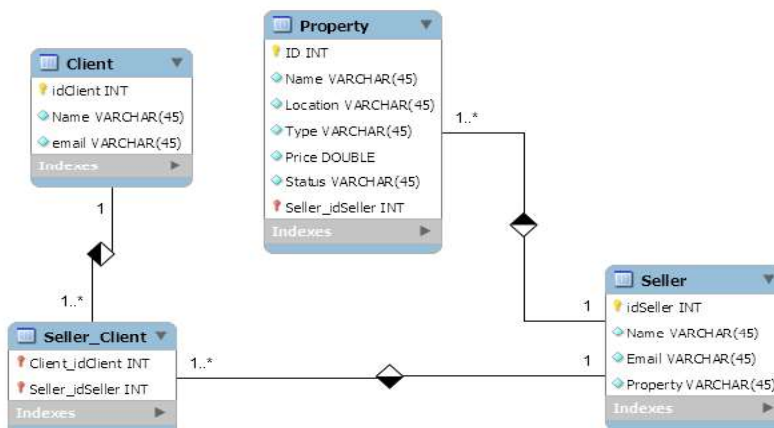 Property
ID INT
Name VARCHAR(45)
Location VARCHAR(45)
Type VARCHAR(45)
Price DOUBLE
Status VARCHAR(45)
Seller_idSeller INT
Indexes
Client
idClient INT
Name VARCHAR(45)
email VARCHAR(45)
Indexes
1..*
1
1..*
1
Seller
idSeller INT
Name VARCHAR(45)
Email VARCHAR(45)
Property VARCHAR(45)
Indexes
Seller_Client
Client_idClient INT
Seller_idSeller INT
Indexes
1..*
1